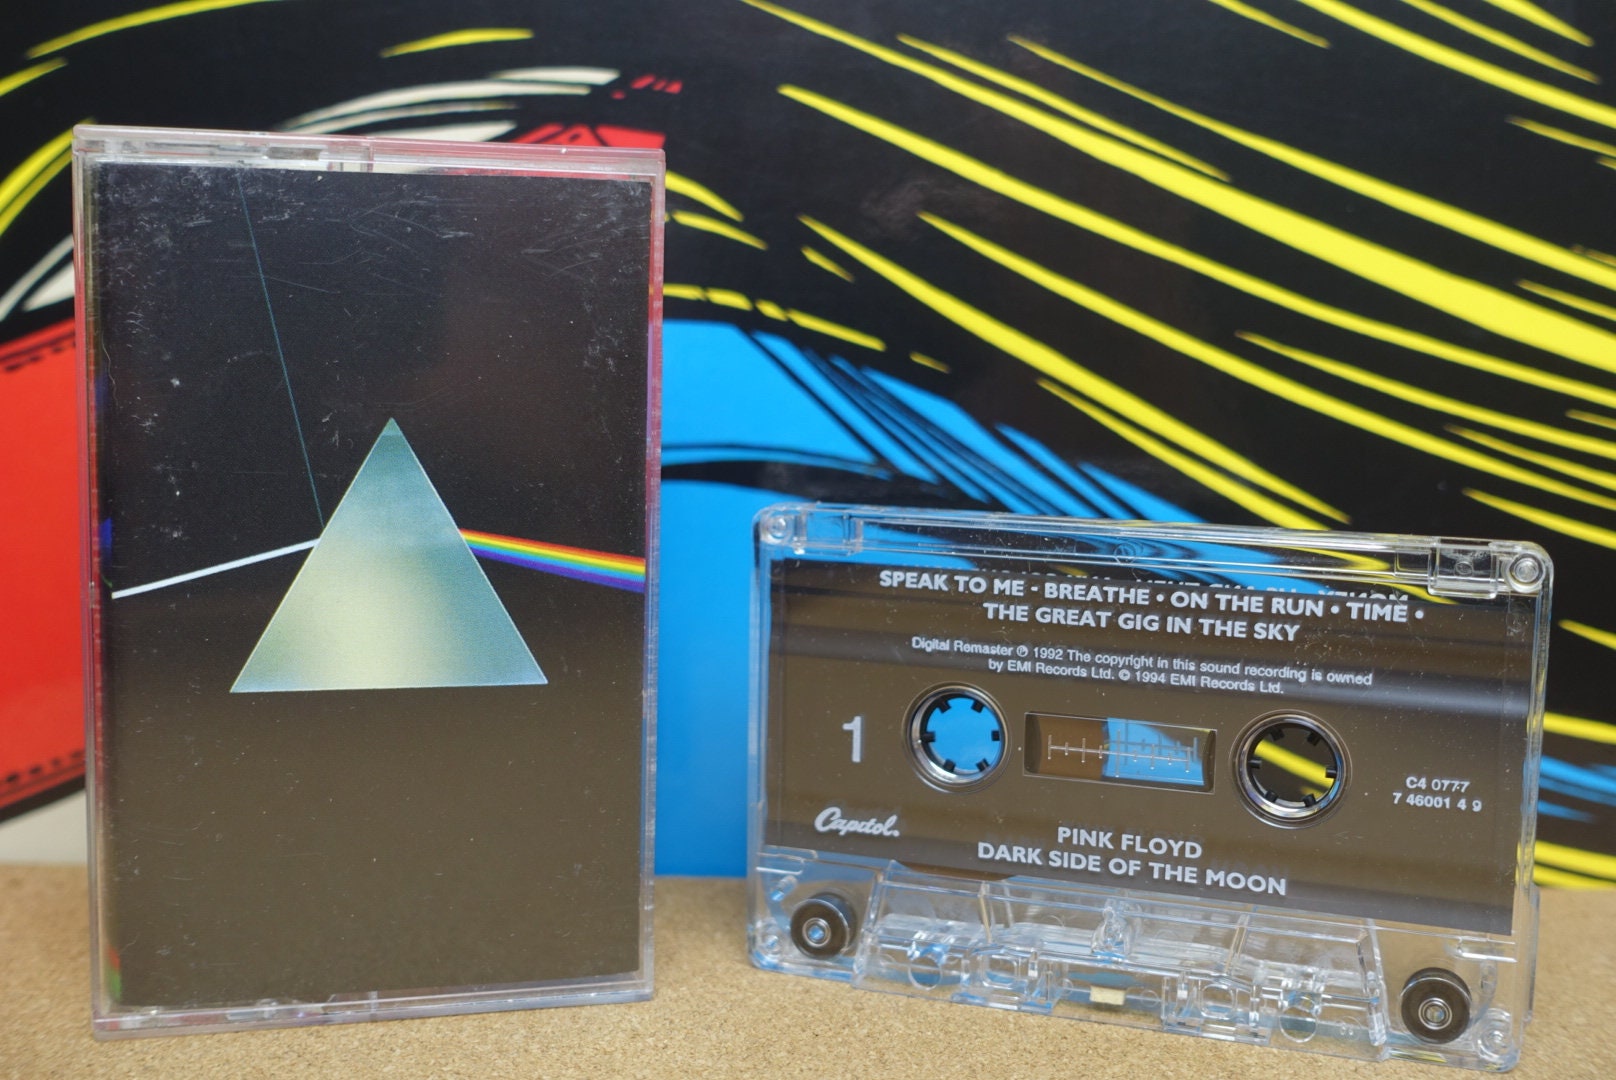 SPEAK TO ME - BREATHE • ON THE RUN • TIME •
THE GREAT GIG IN THE SKY
Digital Remaster ℗ 1992 The copyright in this sound recording is owned
by EMI Records Ltd. © 1994 EMI Records Ltd.
1
C4 0777
7 46001 4 9
Capitol.
PINK FLOYD
DARK SIDE OF THE MOON